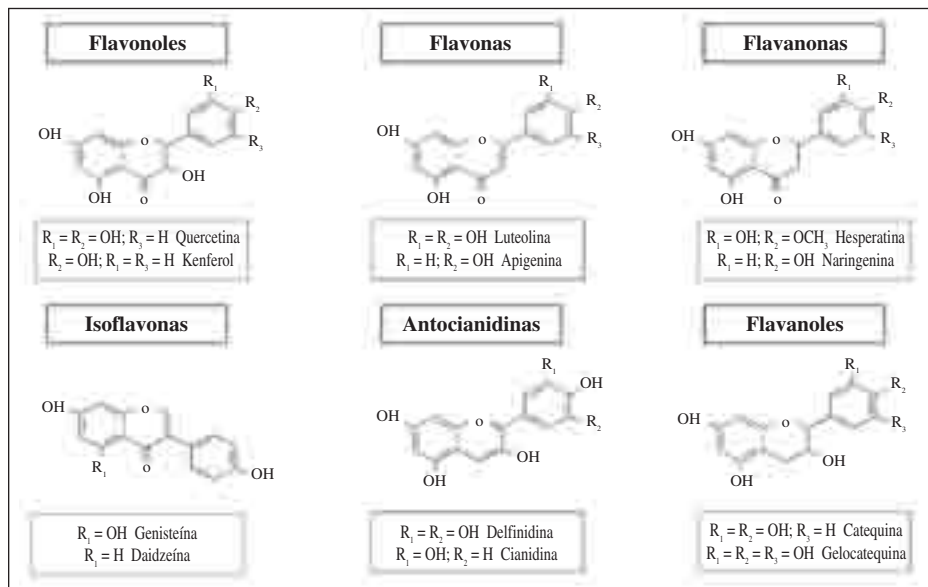 Flavonoles
Flavonas
Flavanonas
R₁
R₂
R₃
OH
o
OH
OH
o
R₁
R₂
R₃
OH
o
OH
o
R₁
R₂
R₃
OH
o
OH
o
R₁ = R₂ = OH; R₃ = H Quercetina
R₂ = OH; R₁ = R₃ = H Kenferol
R₁ = R₂ = OH Luteolina
R₁ = H; R₂ = OH Apigenina
R₁ = OH; R₂ = OCH₃ Hesperatina
R₁ = H; R₂ = OH Naringenina
Isoflavonas
Antocianidinas
Flavanoles
OH
o
R₁
o
OH
R₁
OH
R₂
OH
o
OH
OH
R₁
R₂
R₃
OH
o
OH
OH
R₁ = OH Genisteína
R₁ = H Daidzeína
R₁ = R₂ = OH Delfinidina
R₁ = OH; R₂ = H Cianidina
R₁ = R₂ = OH; R₃ = H Catequina
R₁ = R₂ = R₃ = OH Gelocatequina